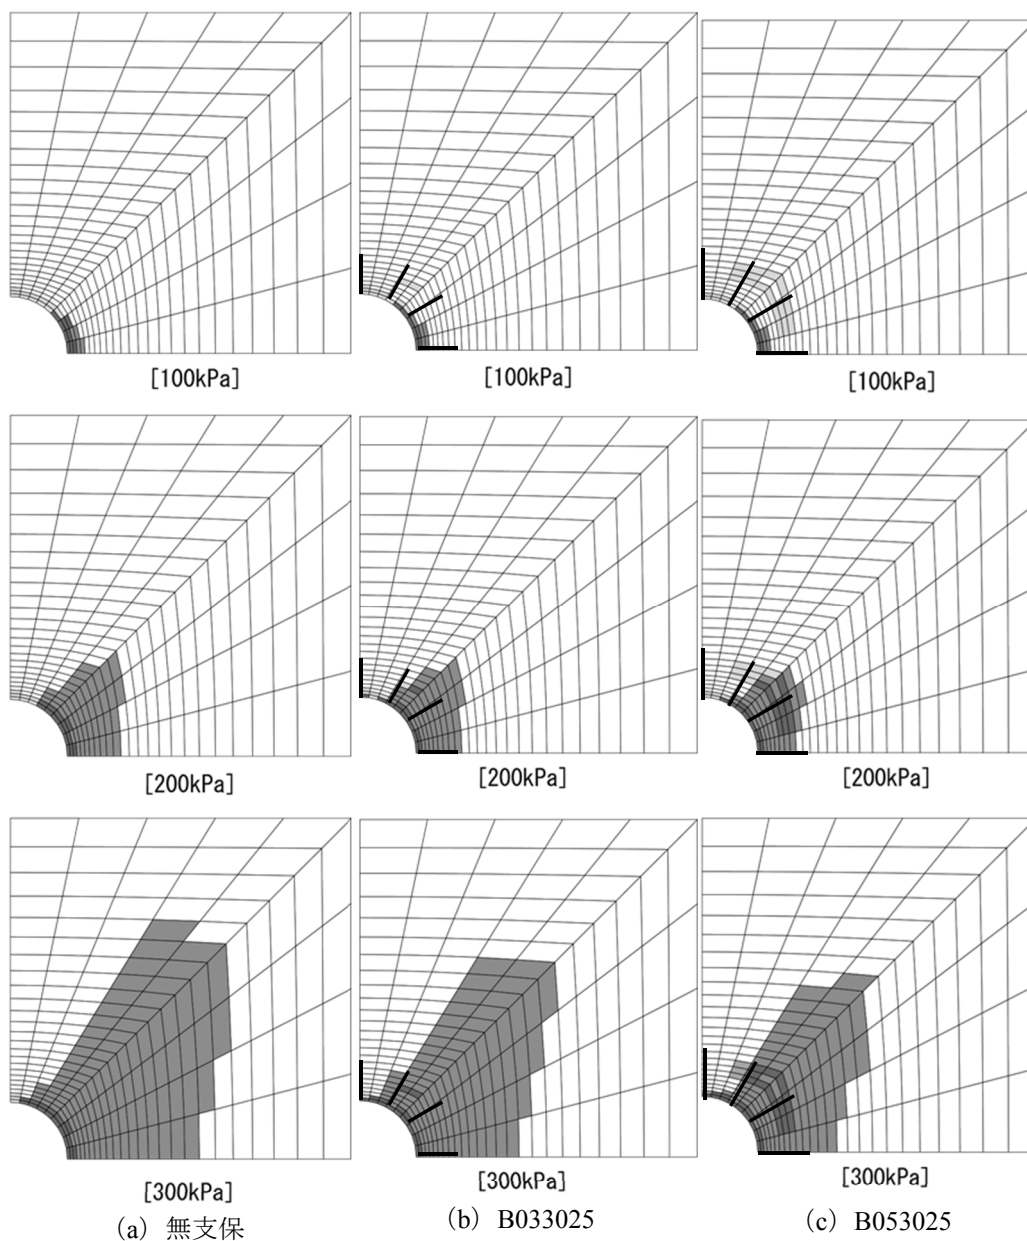 [100kPa] [100kPa] [100kPa]
[200kPa] [200kPa] [200kPa]
[300kPa] [300kPa] [300kPa]
(a) 無支保 (b) B033025 (c) B053025